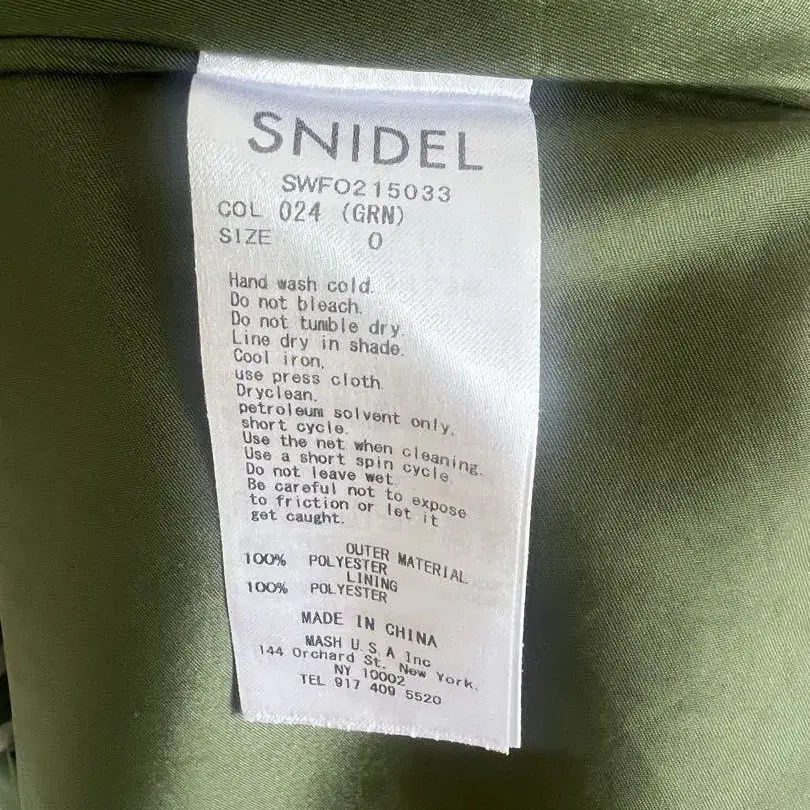 SNIDEL
SWFO215033
COL 024 (GRN)
SIZE 0
Hand wash cold.
Do not bleach.
Do not tumble dry.
Line dry in shade.
Cool iron,
use press cloth.
Dryclean.
petroleum solvent only,
short cycle.
Use the net when cleaning.
Use a short spin cycle.
Do not leave wet.
Be careful not to expose
to friction or let it
get caught.
OUTER MATERIAL
100% POLYESTER
LINING
100% POLYESTER
MADE IN CHINA
MASH U.S.A Inc
144 Orchard St. New York,
NY 10002
TEL 917 409 5520